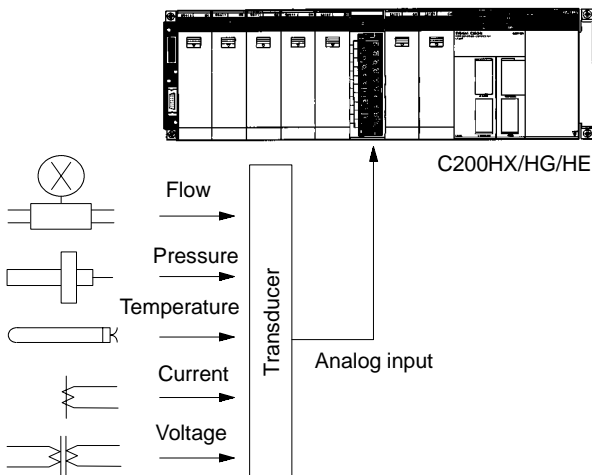 C200HX/HG/HE
Flow
Pressure
Temperature
Current
Voltage
Transducer
Analog input